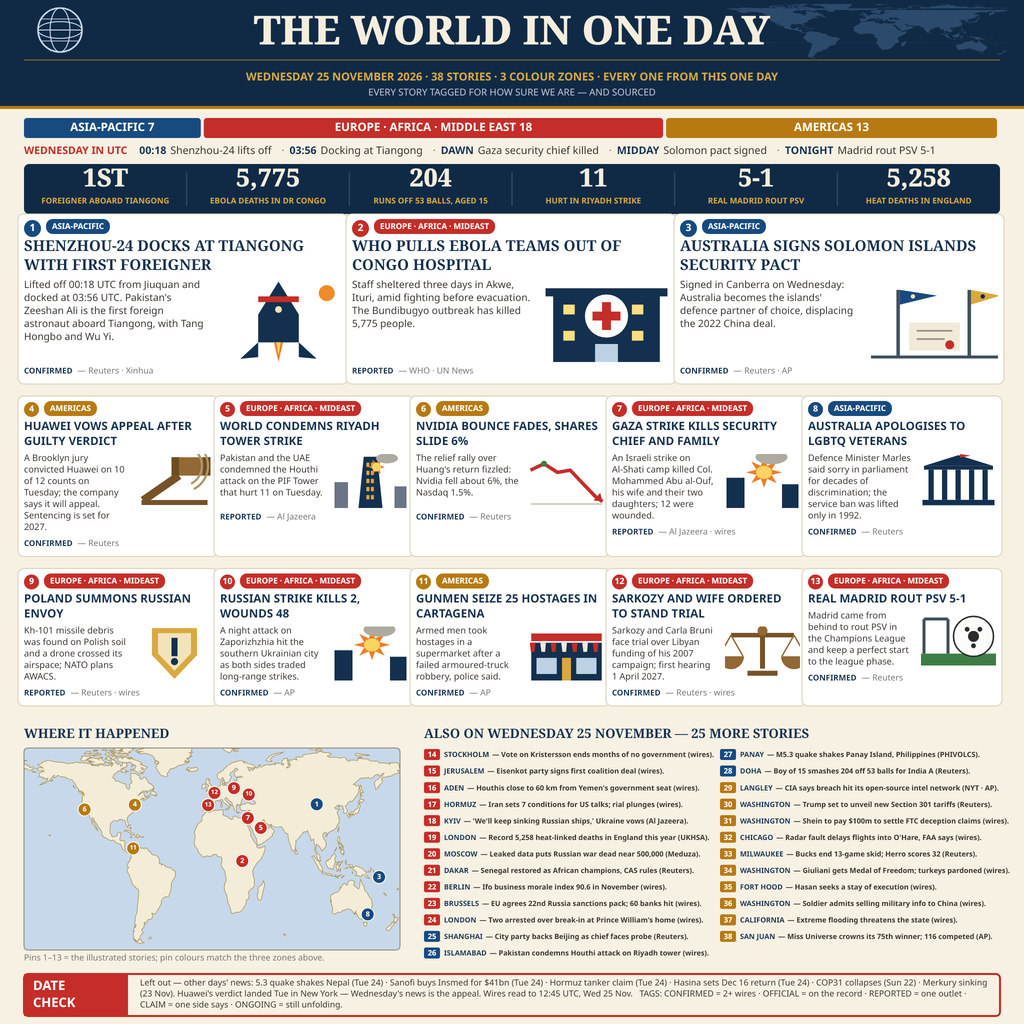 THE WORLD IN ONE DAY
WEDNESDAY 25 NOVEMBER 2026 · 38 STORIES · 3 COLOUR ZONES · EVERY ONE FROM THIS ONE DAY
EVERY STORY TAGGED FOR HOW SURE WE ARE — AND SOURCED
ASIA-PACIFIC 7
EUROPE · AFRICA · MIDDLE EAST 18
AMERICAS 13
WEDNESDAY IN UTC 00:18 Shenzhou-24 lifts off · 03:56 Docking at Tiangong · DAWN Gaza security chief killed · MIDDAY Solomon pact signed · TONIGHT Madrid rout PSV 5-1
1ST
FOREIGNER ABOARD TIANGONG
5,775
EBOLA DEATHS IN DR CONGO
204
RUNS OFF 53 BALLS, AGED 15
11
HURT IN RIYADH STRIKE
5-1
REAL MADRID ROUT PSV
5,258
HEAT DEATHS IN ENGLAND
1 ASIA-PACIFIC
SHENZHOU-24 DOCKS AT TIANGONG
WITH FIRST FOREIGNER
Lifted off 00:18 UTC from Jiuquan and
docked at 03:56 UTC. Pakistan's
Zeeshan Ali is the first foreign
astronaut aboard Tiangong, with Tang
Hongbo and Wu Yi.
CONFIRMED — Reuters · Xinhua
2 EUROPE · AFRICA · MIDEAST
WHO PULLS EBOLA TEAMS OUT OF
CONGO HOSPITAL
Staff sheltered three days in Akwe,
Ituri, amid fighting before evacuation.
The Bundibugyo outbreak has killed
5,775 people.
REPORTED — WHO · UN News
3 ASIA-PACIFIC
AUSTRALIA SIGNS SOLOMON ISLANDS
SECURITY PACT
Signed in Canberra on Wednesday:
Australia becomes the islands'
defence partner of choice, displacing
the 2022 China deal.
CONFIRMED — Reuters · AP
4 AMERICAS
HUAWEI VOWS APPEAL AFTER
GUILTY VERDICT
A Brooklyn jury
convicted Huawei on 10
of 12 counts on
Tuesday; the company
says it will appeal.
Sentencing is set for
2027.
CONFIRMED — Reuters
5 EUROPE · AFRICA · MIDEAST
WORLD CONDEMNS RIYADH
TOWER STRIKE
Pakistan and the UAE
condemned the Houthi
attack on the PIF Tower
that hurt 11 on Tuesday.
REPORTED — Al Jazeera
6 AMERICAS
NVIDIA BOUNCE FADES, SHARES
SLIDE 6%
The relief rally over
Huang's return fizzled:
Nvidia fell about 6%, the
Nasdaq 1.5%.
CONFIRMED — Reuters
7 EUROPE · AFRICA · MIDEAST
GAZA STRIKE KILLS SECURITY
CHIEF AND FAMILY
An Israeli strike on
Al-Shati camp killed Col.
Mohammed Abu al-Ouf,
his wife and their two
daughters; 12 were
wounded.
REPORTED — Al Jazeera · wires
8 ASIA-PACIFIC
AUSTRALIA APOLOGISES TO
LGBTQ VETERANS
Defence Minister Marles
said sorry in parliament
for decades of
discrimination; the
service ban was lifted
only in 1992.
CONFIRMED — Reuters
9 EUROPE · AFRICA · MIDEAST
POLAND SUMMONS RUSSIAN
ENVOY
Kh-101 missile debris
was found on Polish soil
and a drone crossed its
airspace; NATO plans
AWACS.
REPORTED — Reuters · wires
10 EUROPE · AFRICA · MIDEAST
RUSSIAN STRIKE KILLS 2,
WOUNDS 48
A night attack on
Zaporizhzhia hit the
southern Ukrainian city
as both sides traded
long-range strikes.
CONFIRMED — AP
11 AMERICAS
GUNMEN SEIZE 25 HOSTAGES IN
CARTAGENA
Armed men took
hostages in a
supermarket after a
failed armoured-truck
robbery, police said.
CONFIRMED — AP
12 EUROPE · AFRICA · MIDEAST
SARKOZY AND WIFE ORDERED
TO STAND TRIAL
Sarkozy and Carla Bruni
face trial over Libyan
funding of his 2007
campaign; first hearing
1 April 2027.
CONFIRMED — Reuters · wires
13 EUROPE · AFRICA · MIDEAST
REAL MADRID ROUT PSV 5-1
Madrid came from
behind to rout PSV in
the Champions League
and keep a perfect start
to the league phase.
CONFIRMED — Reuters
WHERE IT HAPPENED
12
9
10
13
7
5
6
4
11
2
1
3
8
Pins 1–13 = the illustrated stories; pin colours match the three zones above.
ALSO ON WEDNESDAY 25 NOVEMBER — 25 MORE STORIES
14 STOCKHOLM — Vote on Kristersson ends months of no government (wires).
15 JERUSALEM — Eisenkot party signs first coalition deal (wires).
16 ADEN — Houthis close to 60 km from Yemen's government seat (wires).
17 HORMUZ — Iran sets 7 conditions for US talks; rial plunges (wires).
18 KYIV — 'We'll keep sinking Russian ships,' Ukraine vows (Al Jazeera).
19 LONDON — Record 5,258 heat-linked deaths in England this year (UKHSA).
20 MOSCOW — Leaked data puts Russian war dead near 500,000 (Meduza).
21 DAKAR — Senegal restored as African champions, CAS rules (Reuters).
22 BERLIN — Ifo business morale index 90.6 in November (wires).
23 BRUSSELS — EU agrees 22nd Russia sanctions pack; 60 banks hit (wires).
24 LONDON — Two arrested over break-in at Prince William's home (wires).
25 SHANGHAI — City party backs Beijing as chief faces probe (Reuters).
26 ISLAMABAD — Pakistan condemns Houthi attack on Riyadh tower (wires).
27 PANAY — M5.3 quake shakes Panay Island, Philippines (PHIVOLCS).
28 DOHA — Boy of 15 smashes 204 off 53 balls for India A (Reuters).
29 LANGLEY — CIA says breach hit its open-source intel network (NYT · AP).
30 WASHINGTON — Trump set to unveil new Section 301 tariffs (Reuters).
31 WASHINGTON — Shein to pay $100m to settle FTC deception claims (wires).
32 CHICAGO — Radar fault delays flights into O'Hare, FAA says (wires).
33 MILWAUKEE — Bucks end 13-game skid; Herro scores 32 (Reuters).
34 WASHINGTON — Giuliani gets Medal of Freedom; turkeys pardoned (wires).
35 FORT HOOD — Hasan seeks a stay of execution (wires).
36 WASHINGTON — Soldier admits selling military info to China (wires).
37 CALIFORNIA — Extreme flooding threatens the state (wires).
38 SAN JUAN — Miss Universe crowns its 75th winner; 116 competed (AP).
DATE
CHECK
Left out — other days' news: 5.3 quake shakes Nepal (Tue 24) · Sanofi buys Insmed for $41bn (Tue 24) · Hormuz tanker claim (Tue 24) · Hasina sets Dec 16 return (Tue 24) · COP31 collapses (Sun 22) · Merkury sinking
(23 Nov). Huawei's verdict landed Tue in New York — Wednesday's news is the appeal. Wires read to 12:45 UTC, Wed 25 Nov. TAGS: CONFIRMED = 2+ wires · OFFICIAL = on the record · REPORTED = one outlet ·
CLAIM = one side says · ONGOING = still unfolding.